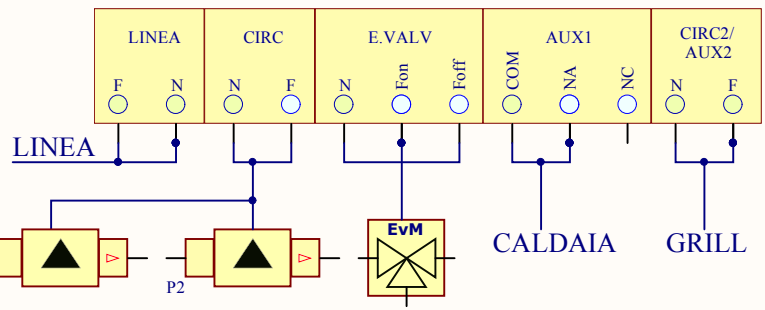 LINEA CIRC E.VALV AUX1 CIRC2/
AUX2
F N N F N Fon Foff COM NA NC N F
LINEA
EvM
CALDAIA GRILL
P2